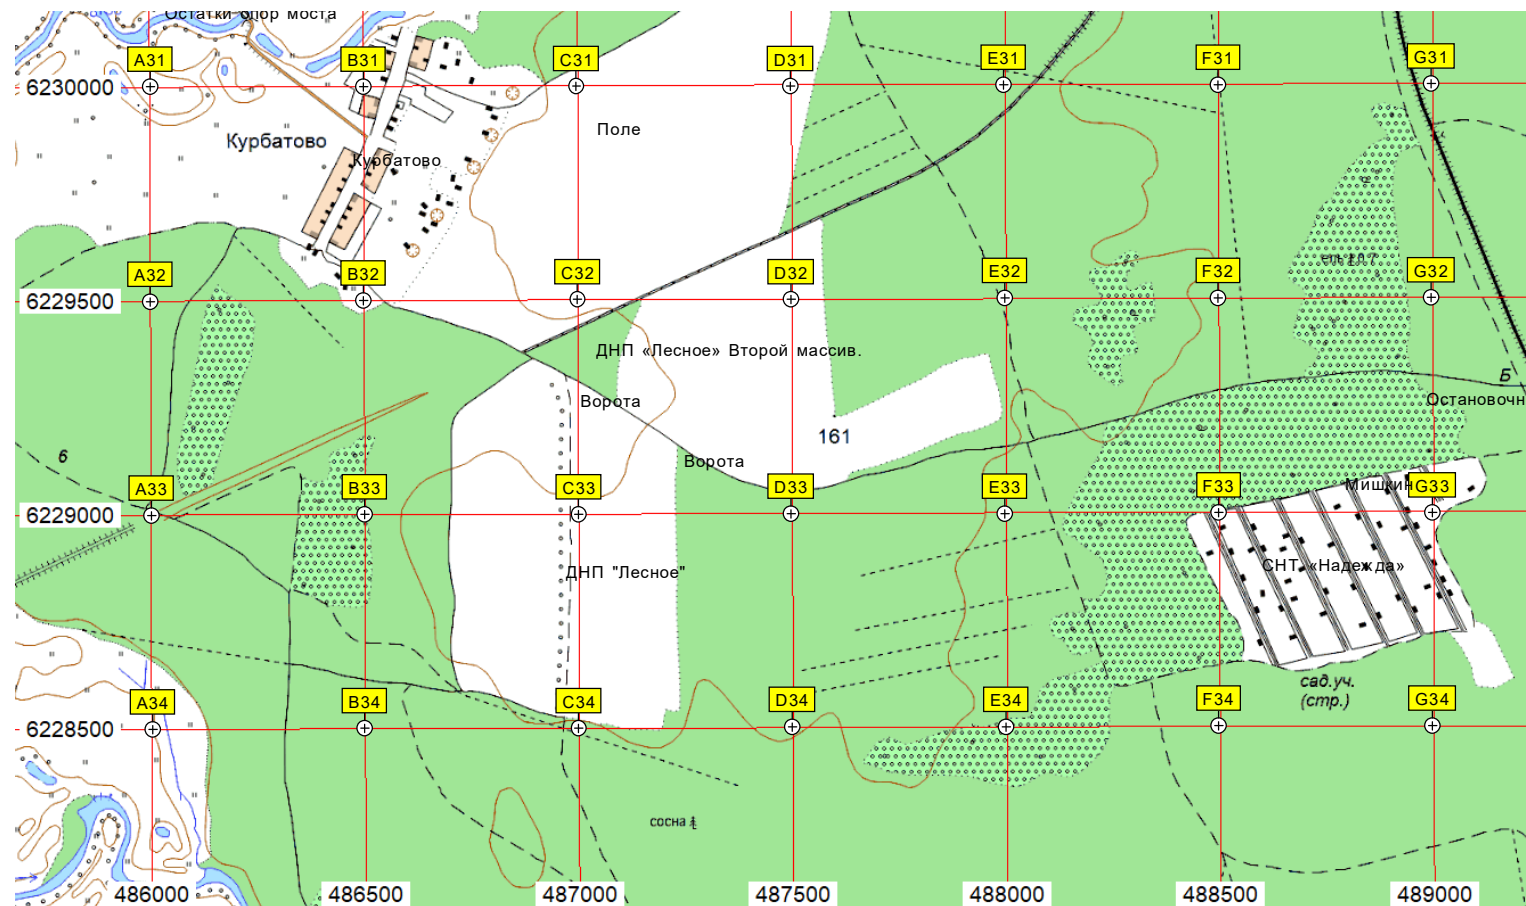 Остатки опор моста
A31
B31
C31
D31
E31
F31
G31
6230000
Курбатово
Курбатово
Поле
A32
B32
C32
D32
E32
F32
G32
6229500
ДНП «Лесное» Второй массив.
Б
Ворота
Остановочн
161
6
Ворота
A33
B33
C33
D33
E33
F33
Мишкин
G33
6229000
ДНП "Лесное"
СНТ «Надежда»
сад.уч.
(стр.)
A34
B34
C34
D34
E34
F34
G34
6228500
сосна
486000
486500
487000
487500
488000
488500
489000